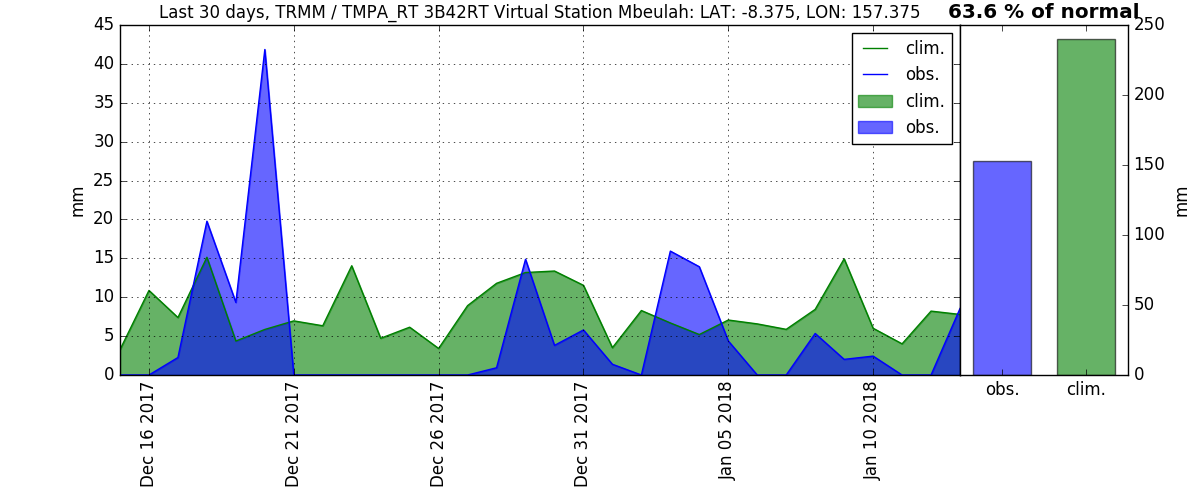 Last 30 days, TRMM / TMPA_RT 3B42RT Virtual Station Mbeulah: LAT: -8.375, LON: 157.375
63.6 % of normal
clim.
obs.
clim.
obs.
45
40
35
30
25
20
15
10
5
0
mm
Dec 16 2017
Dec 21 2017
Dec 26 2017
Dec 31 2017
Jan 05 2018
Jan 10 2018
250
200
150
100
50
0
mm
obs.
clim.